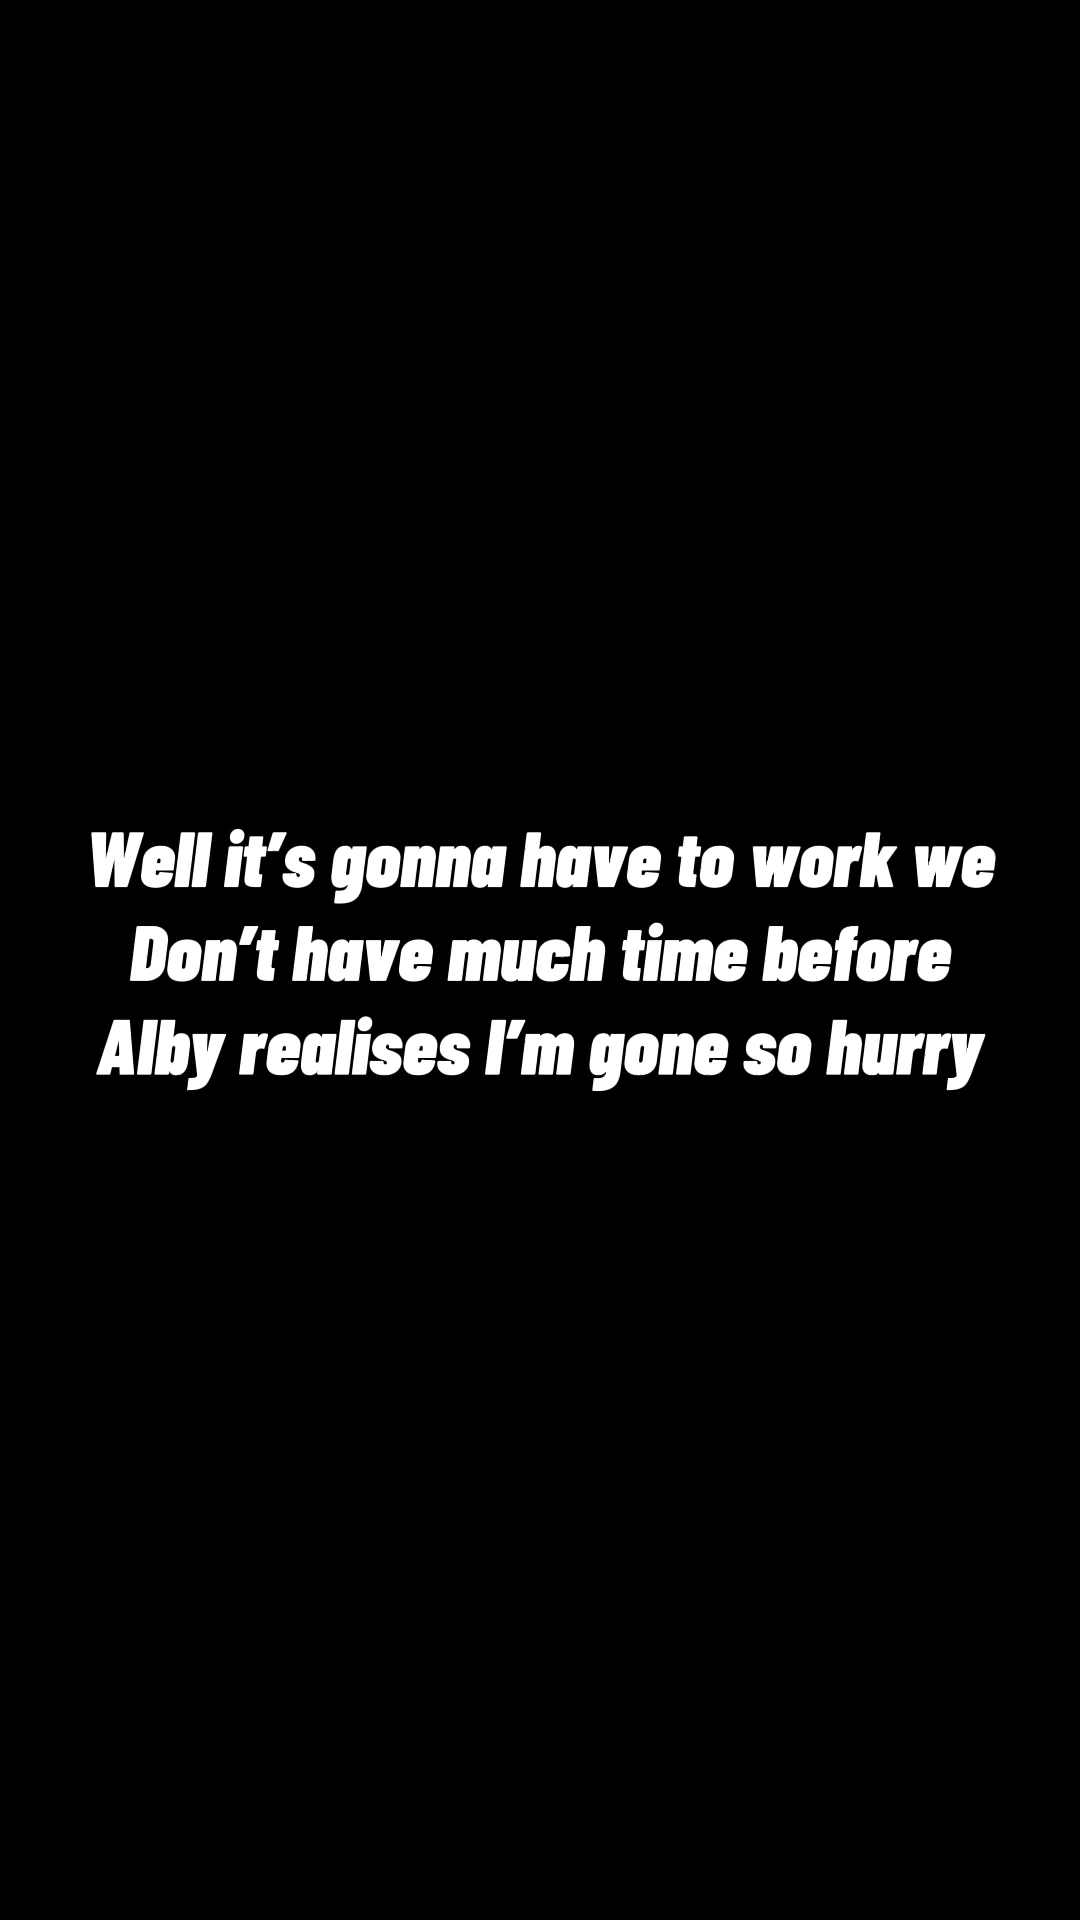 Well it’s gonna have to work we
Don’t have much time before
Alby realises I’m gone so hurry